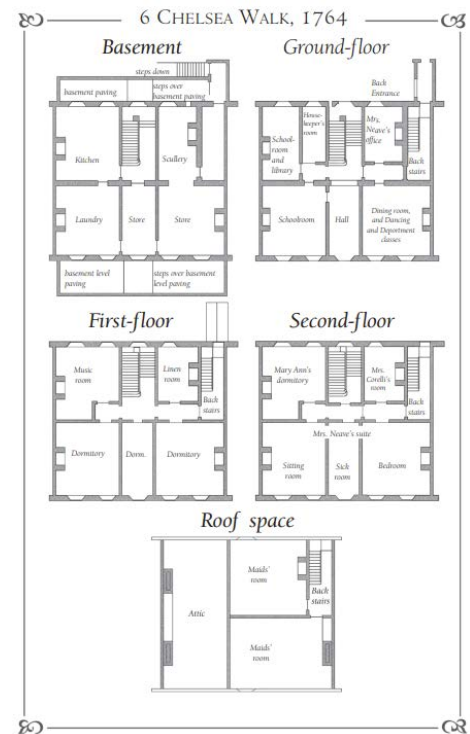 6 CHELSEA WALK, 1764
Basement
steps down
basement paving
steps over
basement paving
Kitchen
Scullery
Laundry
Store
Store
basement level
paving
steps over basement
level paving
Ground-floor
Back
Entrance
School-
room
and
library
House-
keeper's
room
Mrs.
Neave's
office
Back
stairs
Schoolroom
Hall
Dining room,
and Dancing
and Deportment
classes
First-floor
Music
room
Linen
room
Back
stairs
Dormitory
Dorm.
Dormitory
Second-floor
Mary Ann's
dormitory
Mrs.
Corelli's
room
Back
stairs
Mrs. Neave's suite
Sitting
room
Sick
room
Bedroom
Roof space
Attic
Maids'
room
Back
stairs
Maids'
room